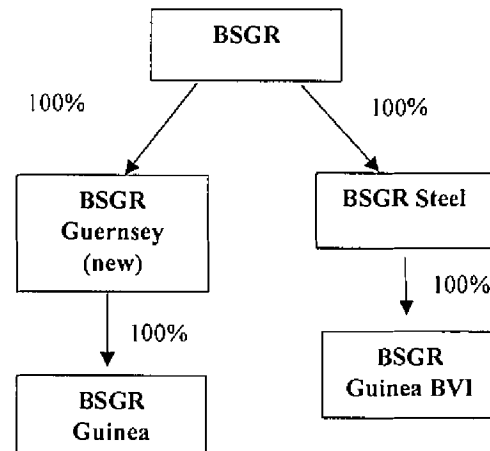 BSGR
100%
100%
BSGR
Guernsey
(new)
BSGR Steel
100%
100%
BSGR
Guinea
BSGR
Guinea BVI